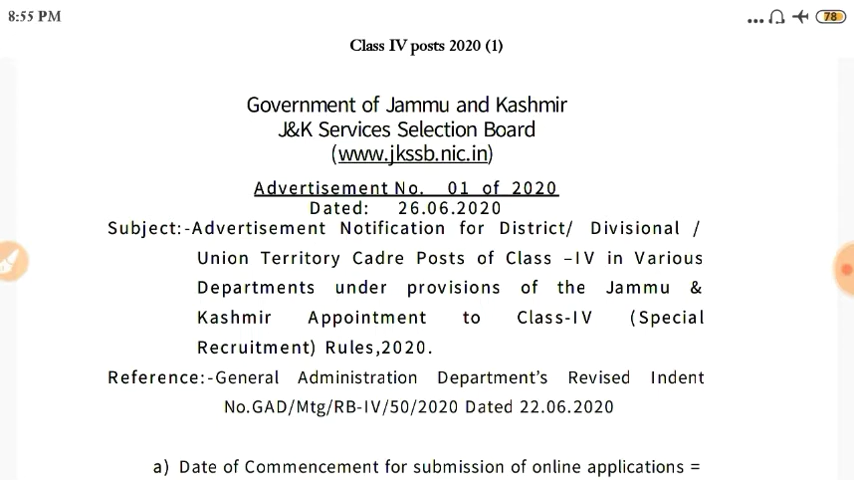 8:55 PM
78
Class IV posts 2020 (1)
Government of Jammu and Kashmir
J&K Services Selection Board
(www.jkssb.nic.in)
Advertisement No. 01 of 2020
Dated: 26.06.2020
Subject:-Advertisement Notification for District/ Divisional /
Union Territory Cadre Posts of Class –IV in Various
Departments under provisions of the Jammu &
Kashmir Appointment to Class-IV (Special
Recruitment) Rules,2020.
Reference:-General Administration Department’s Revised Indent
No.GAD/Mtg/RB-IV/50/2020 Dated 22.06.2020
a) Date of Commencement for submission of online applications =